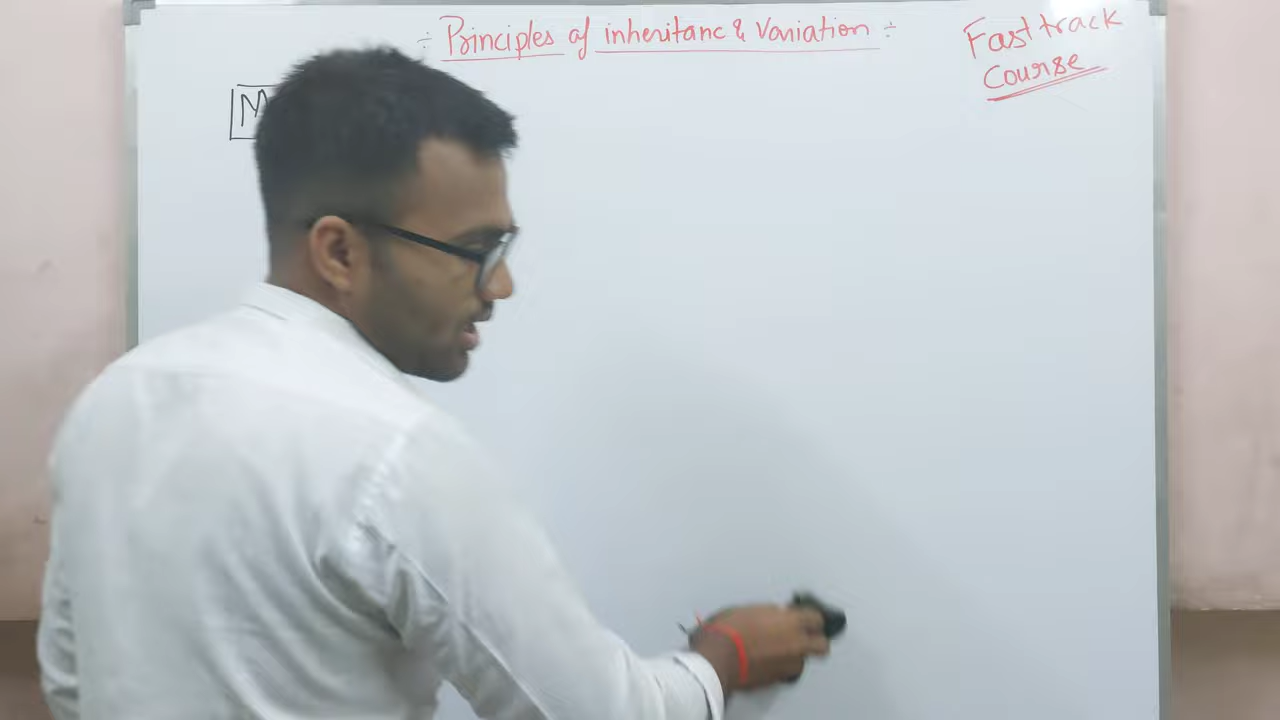 ÷ Principles of inheritanc & Variation ÷
Fast track
Course
M